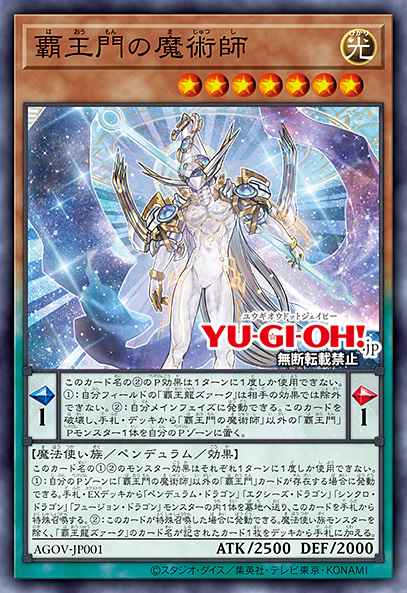 覇王門の魔術師
はおうもん まじゅつし
光
ユウギオウドットジェイピー
YU-GI-OH!.jp
無断転載禁止
このカード名の②のP効果は1ターンに1度しか使用できない。
①:自分フィールドの「覇王龍ズァーク」は相手の効果では除外
できない。②:自分メインフェイズに発動できる。このカードを
破壊し、手札・デッキから「覇王門の魔術師」以外の「覇王門」
Pモンスター1体を自分のPゾーンに置く。
1
1
【魔法使い族/ペンデュラム/効果】
このカード名の①②のモンスター効果はそれぞれ1ターンに1度しか使用できない。
①:自分のPゾーンに「覇王門の魔術師」以外の「覇王門」カードが存在する場合に発動
できる。手札・EXデッキから「ペンデュラム・ドラゴン」「エクシーズ・ドラゴン」「シンクロ・
ドラゴン」「フュージョン・ドラゴン」モンスターの内1体を墓地へ送り、このカードを手札から
特殊召喚する。②:このカードが特殊召喚した場合に発動できる。魔法使い族モンスター
を除く、「覇王龍ズァーク」のカード名が記されたカード1枚をデッキから手札に加える。
AGOV-JP001
ATK/2500 DEF/2000
©スタジオ・ダイス/集英社・テレビ東京・KONAMI